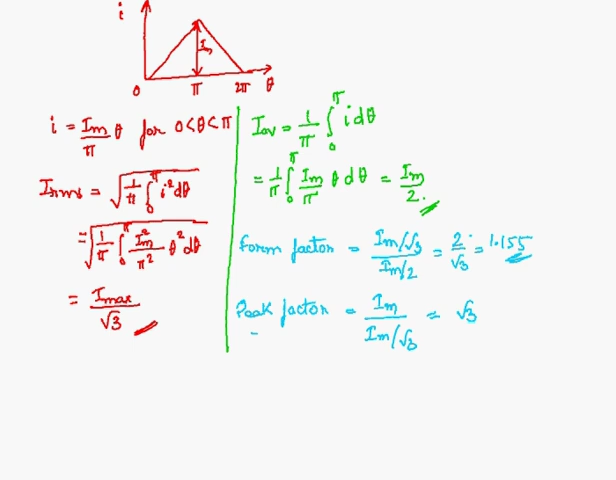 i
Im
0 π 2π θ
i = Im/π θ for 0<θ<π
Irms = √(1/π ∫₀^π i² dθ)
= √(1/π ∫₀^π I²m/π² θ² dθ)
= Imax/√3
Iav = 1/π ∫₀^π i dθ
= 1/π ∫₀^π Im/π θ dθ = Im/2.
Form factor = (Im/√3)/(Im/2) = 2/√3 = 1.155
Peak factor = Im/(Im/√3) = √3